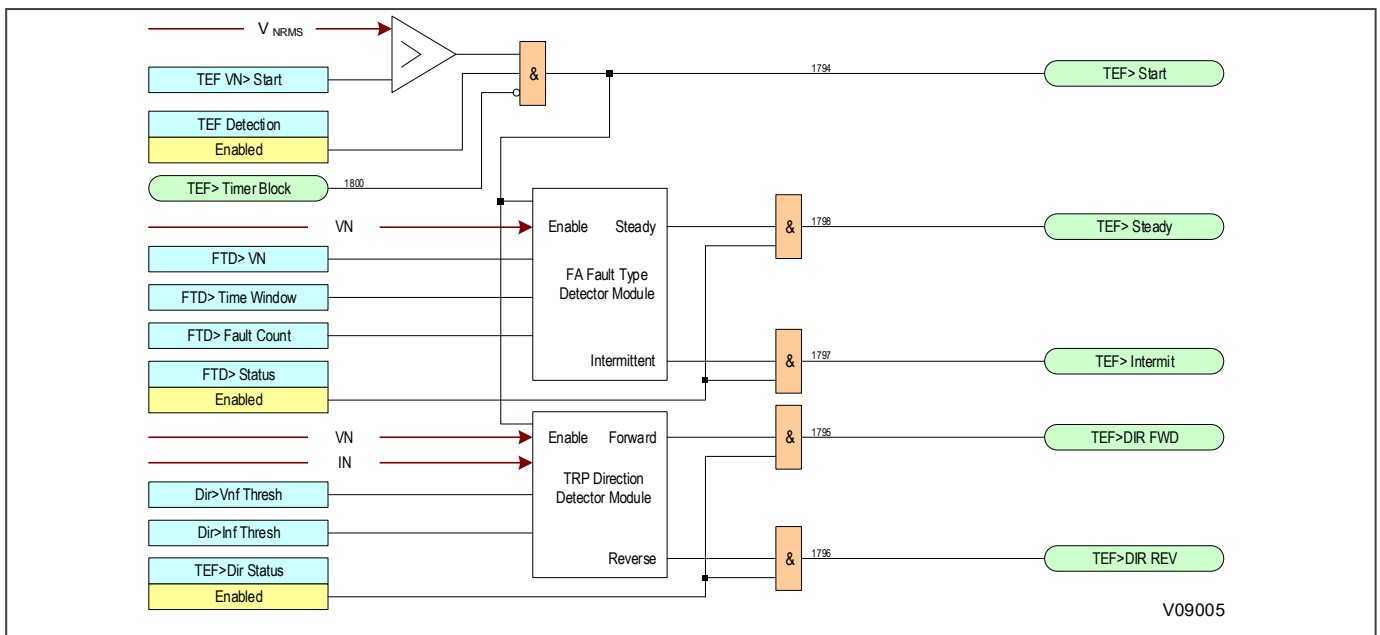 V NRMS
TEF VN> Start
>
&
1794
TEF> Start
TEF Detection
Enabled
TEF> Timer Block
1800
VN
Enable
Steady
&
1798
TEF> Steady
FTD> VN
FA Fault Type
Detector Module
FTD> Time Window
FTD> Fault Count
Intermittent
&
1797
TEF> Intermit
FTD> Status
Enabled
VN
Enable
Forward
&
1795
TEF>DIR FWD
IN
TRP Direction
Detector Module
Dir>Vnf Thresh
Dir>Inf Thresh
Reverse
&
1796
TEF>DIR REV
TEF>Dir Status
Enabled
V09005